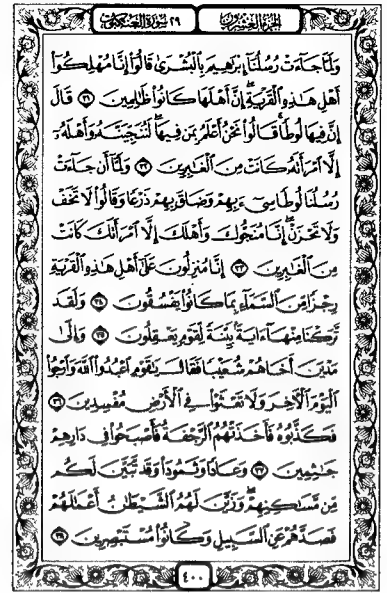 الجزء العشرون
٢٩ سورة العنكبوت
وَلَمَّا جَآءَتْ رُسُلُنَآ إِبْرَٰهِيمَ بِٱلْبُشْرَىٰ قَالُوٓا۟ إِنَّا مُهْلِكُوٓا۟
أَهْلِ هَٰذِهِ ٱلْقَرْيَةِ ۖ إِنَّ أَهْلَهَا كَانُوا۟ ظَٰلِمِينَ ٣١ قَالَ
إِنَّ فِيهَا لُوطًا ۚ قَالُوا۟ نَحْنُ أَعْلَمُ بِمَن فِيهَا ۖ لَنُنَجِّيَنَّهُۥ وَأَهْلَهُۥٓ
إِلَّا ٱمْرَأَتَهُۥ كَانَتْ مِنَ ٱلْغَٰبِرِينَ ٣٢ وَلَمَّآ أَن جَآءَتْ
رُسُلُنَا لُوطًا سِىٓءَ بِهِمْ وَضَاقَ بِهِمْ ذَرْعًا وَقَالُوا۟ لَا تَخَفْ
وَلَا تَحْزَنْ ۖ إِنَّا مُنَجُّوكَ وَأَهْلَكَ إِلَّا ٱمْرَأَتَكَ كَانَتْ
مِنَ ٱلْغَٰبِرِينَ ٣٣ إِنَّا مُنزِلُونَ عَلَىٰٓ أَهْلِ هَٰذِهِ ٱلْقَرْيَةِ
رِجْزًا مِّنَ ٱلسَّمَآءِ بِمَا كَانُوا۟ يَفْسُقُونَ ٣٤ وَلَقَد
تَّرَكْنَا مِنْهَآ ءَايَةًۢ بَيِّنَةً لِّقَوْمٍ يَعْقِلُونَ ٣٥ وَإِلَىٰ
مَدْيَنَ أَخَاهُمْ شُعَيْبًا فَقَالَ يَٰقَوْمِ ٱعْبُدُوا۟ ٱللَّهَ وَٱرْجُوا۟
ٱلْيَوْمَ ٱلْءَاخِرَ وَلَا تَعْثَوْا۟ فِى ٱلْأَرْضِ مُفْسِدِينَ ٣٦
فَكَذَّبُوهُ فَأَخَذَتْهُمُ ٱلرَّجْفَةُ فَأَصْبَحُوا۟ فِى دَارِهِمْ
جَٰثِمِينَ ٣٧ وَعَادًا وَثَمُودَا۟ وَقَد تَّبَيَّنَ لَكُم
مِّن مَّسَٰكِنِهِمْ ۖ وَزَيَّنَ لَهُمُ ٱلشَّيْطَٰنُ أَعْمَٰلَهُمْ
فَصَدَّهُمْ عَنِ ٱلسَّبِيلِ وَكَانُوا۟ مُسْتَبْصِرِينَ ٣٨
٤٠٠